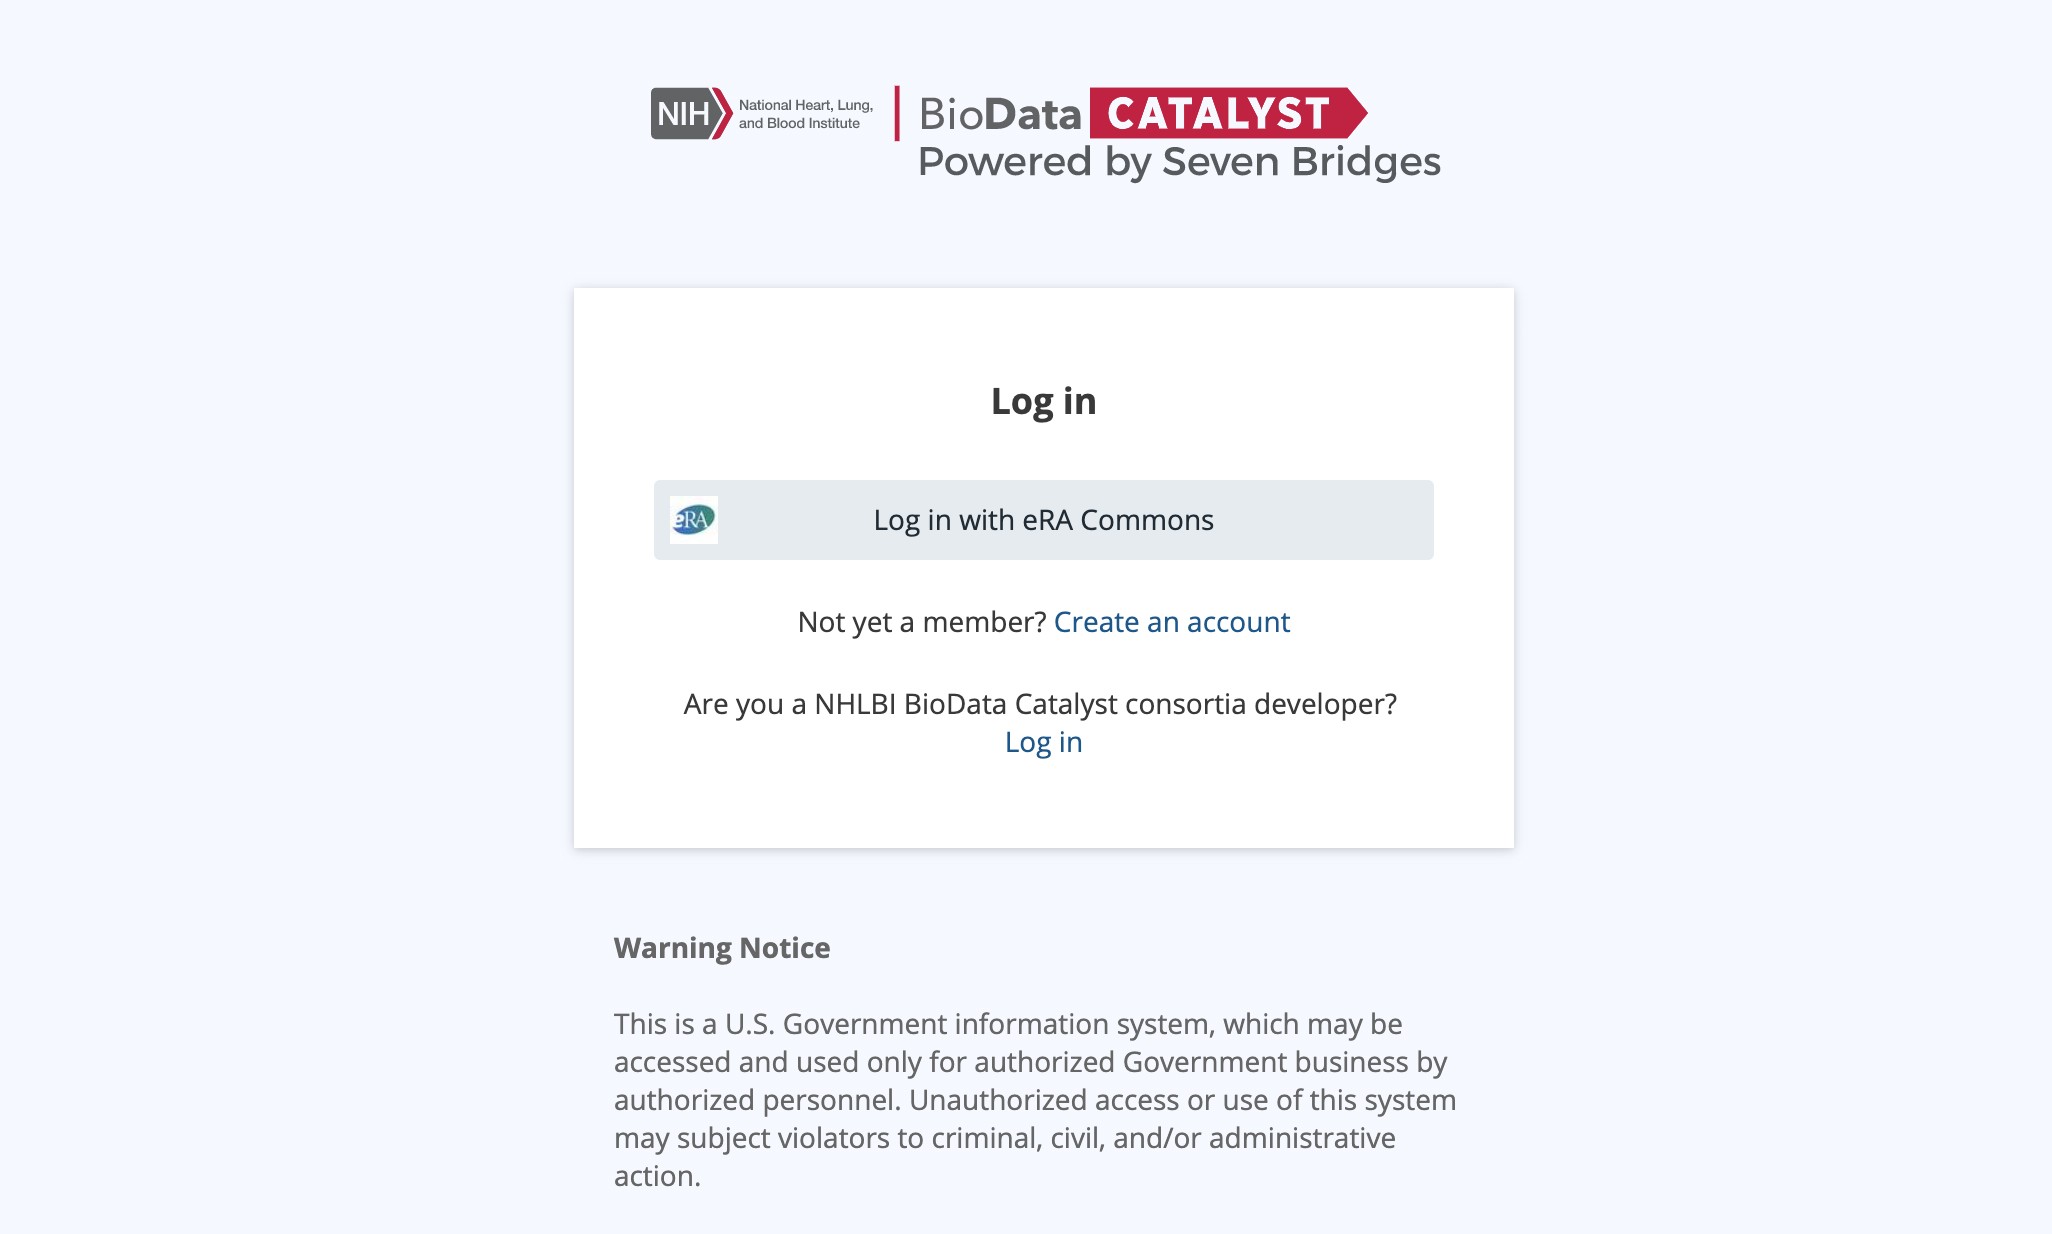 NIH
National Heart, Lung,
and Blood Institute
BioData CATALYST
Powered by Seven Bridges
Log in
eRA
Log in with eRA Commons
Not yet a member? Create an account
Are you a NHLBI BioData Catalyst consortia developer?
Log in
Warning Notice
This is a U.S. Government information system, which may be
accessed and used only for authorized Government business by
authorized personnel. Unauthorized access or use of this system
may subject violators to criminal, civil, and/or administrative
action.